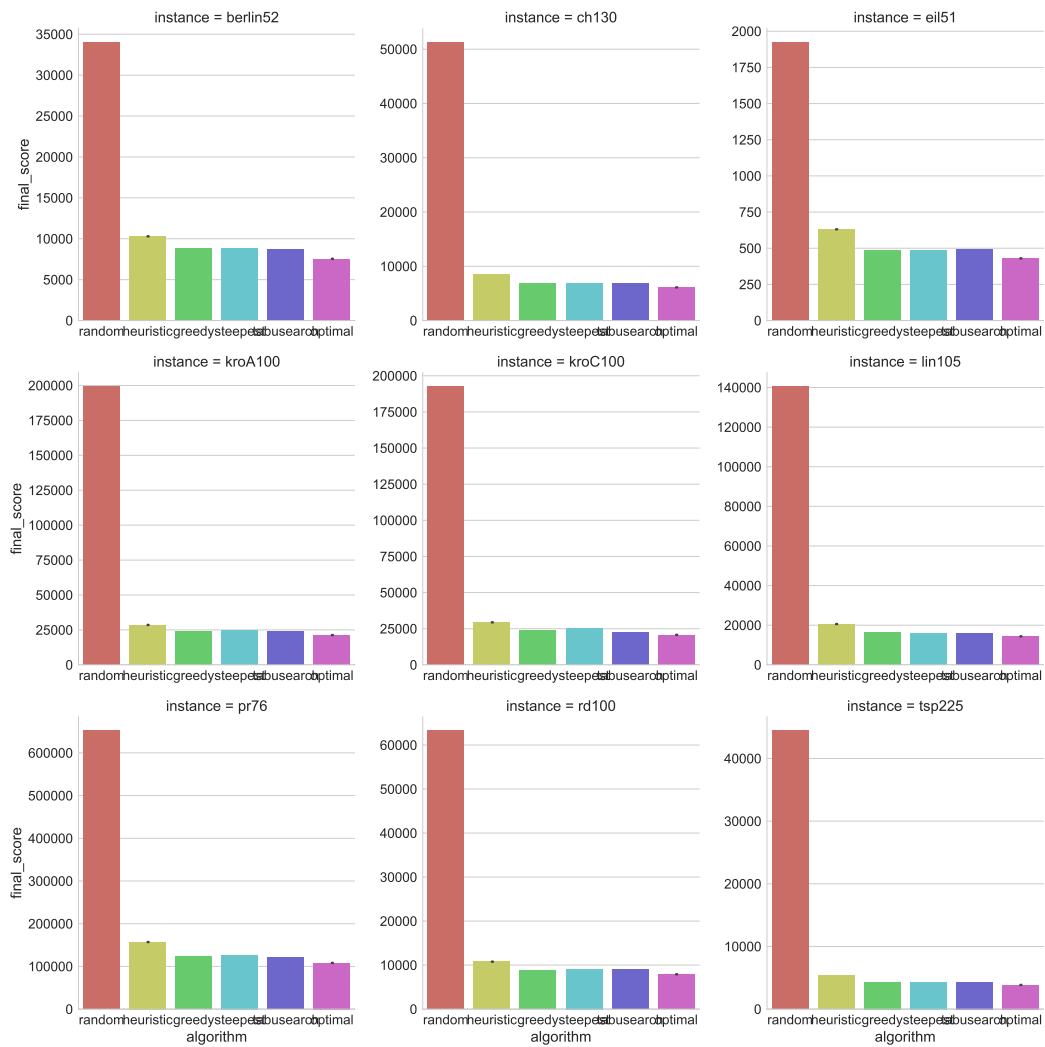 instance = berlin52
35000
30000
25000
20000
15000
10000
5000
0
final_score
random heuristic greedy steepest tabusearch optimal
instance = ch130
50000
40000
30000
20000
10000
0
random heuristic greedy steepest tabusearch optimal
instance = eil51
2000
1750
1500
1250
1000
750
500
250
0
random heuristic greedy steepest tabusearch optimal
instance = kroA100
200000
175000
150000
125000
100000
75000
50000
25000
0
final_score
random heuristic greedy steepest tabusearch optimal
instance = kroC100
200000
175000
150000
125000
100000
75000
50000
25000
0
random heuristic greedy steepest tabusearch optimal
instance = lin105
140000
120000
100000
80000
60000
40000
20000
0
random heuristic greedy steepest tabusearch optimal
instance = pr76
600000
500000
400000
300000
200000
100000
0
final_score
random heuristic greedy steepest tabusearch optimal
algorithm
instance = rd100
60000
50000
40000
30000
20000
10000
0
random heuristic greedy steepest tabusearch optimal
algorithm
instance = tsp225
40000
30000
20000
10000
0
random heuristic greedy steepest tabusearch optimal
algorithm